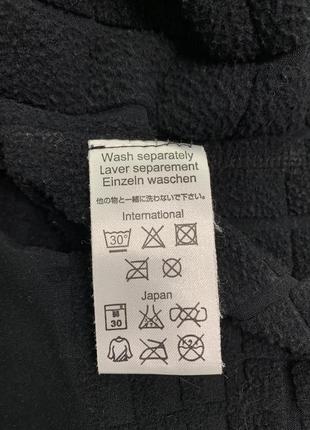 Wash separately
Laver separement
Einzeln waschen
他の物と一緒に洗わないで下さい。
International
30°
Japan
30